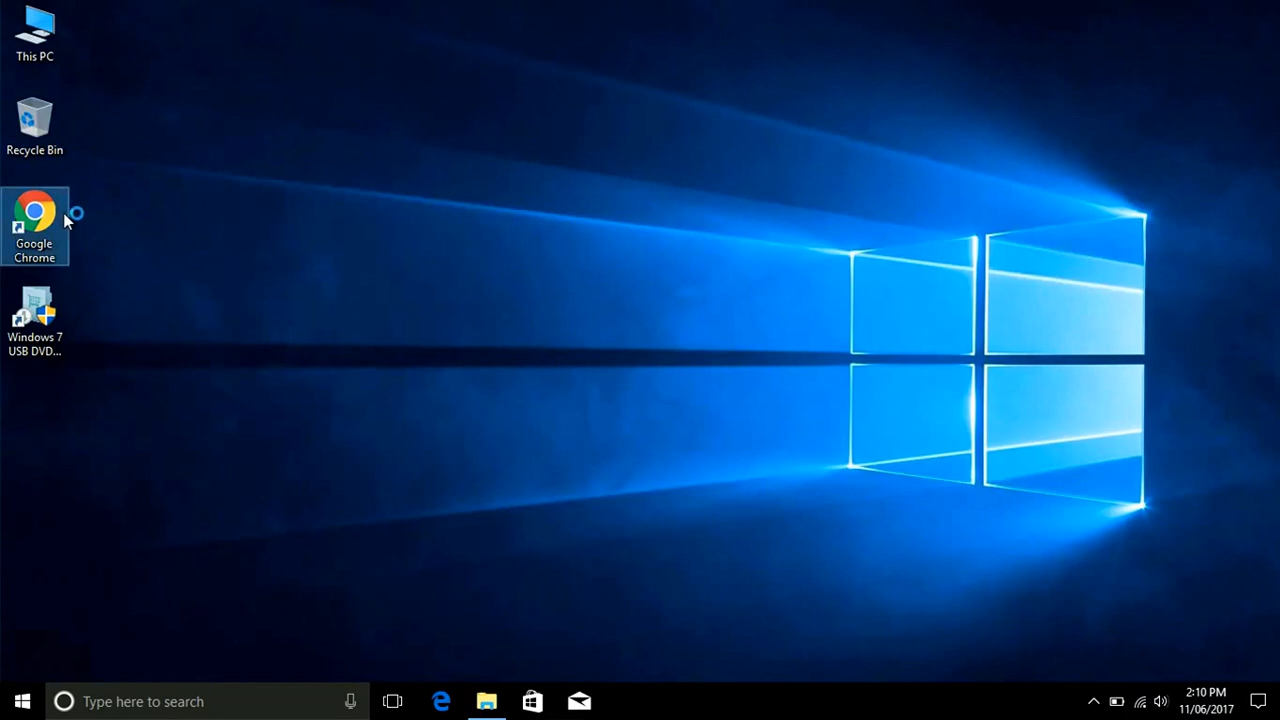 This PC
Recycle Bin
Google
Chrome
Windows 7
USB DVD...
Type here to search
2:10 PM
11/06/2017